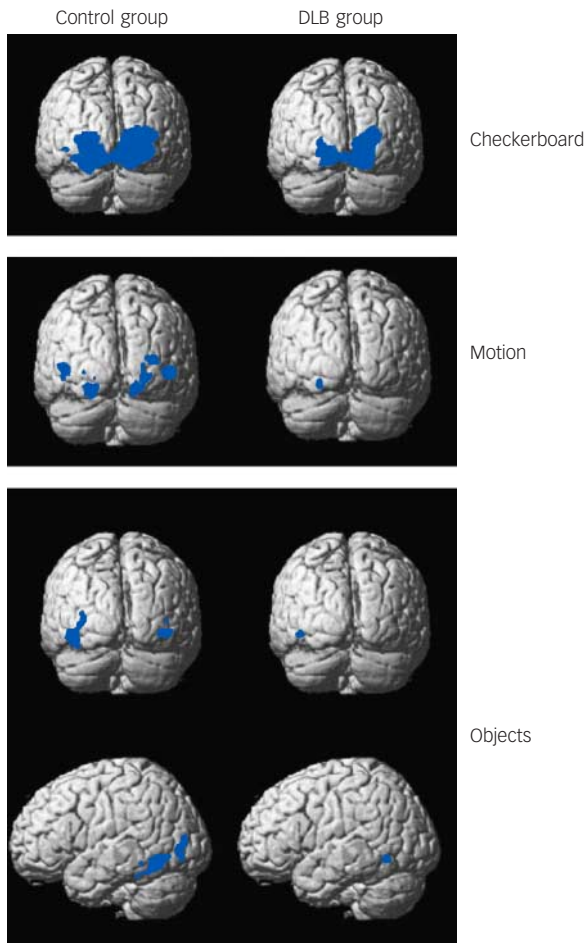 Control group
DLB group
Checkerboard
Motion
Objects